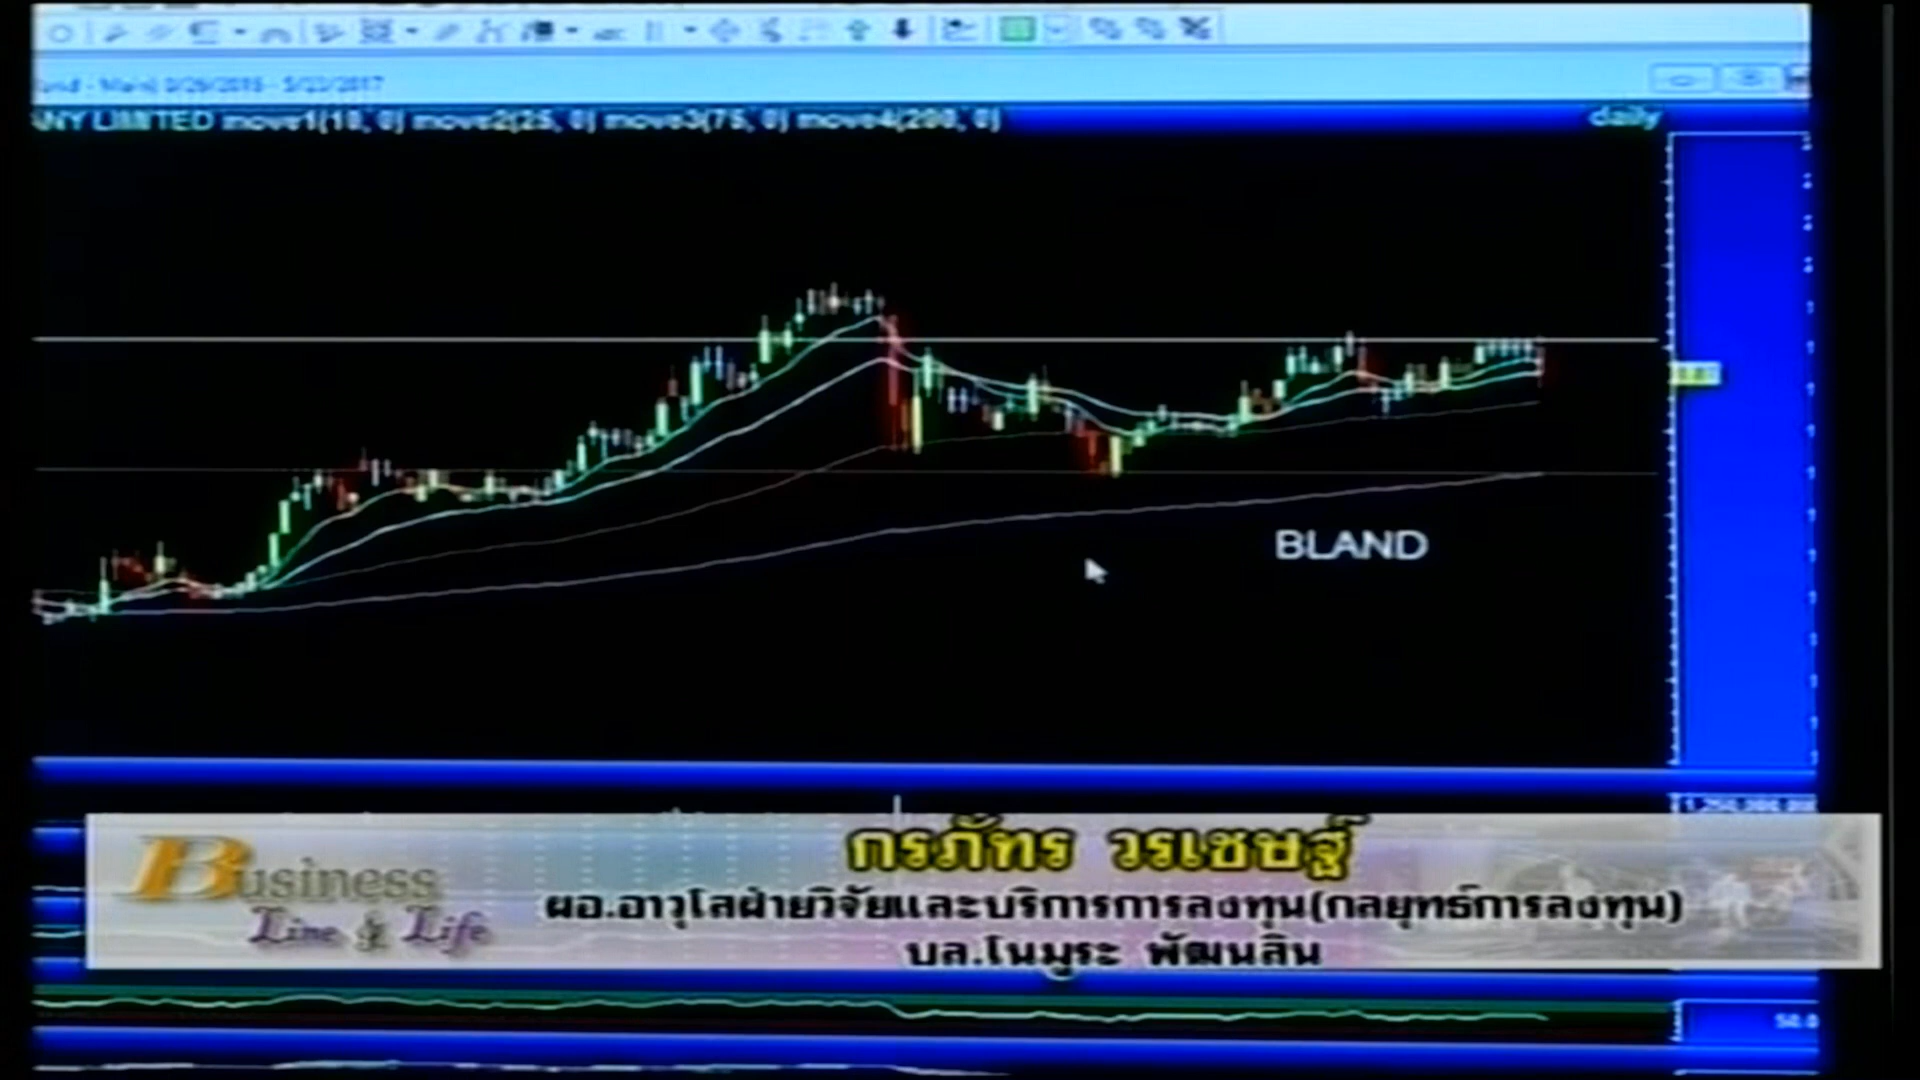 ANY LIMITED move1(10, 0) move2(25, 0) move3(75, 0) move4(200, 0)
daily
BLAND
Business
Line & Life
กรภัทร วรเชษฐ์
ผอ.อาวุโสฝ่ายวิจัยและบริการการลงทุน(กลยุทธ์การลงทุน)
บล.โนมูระ พัฒนสิน
50.0